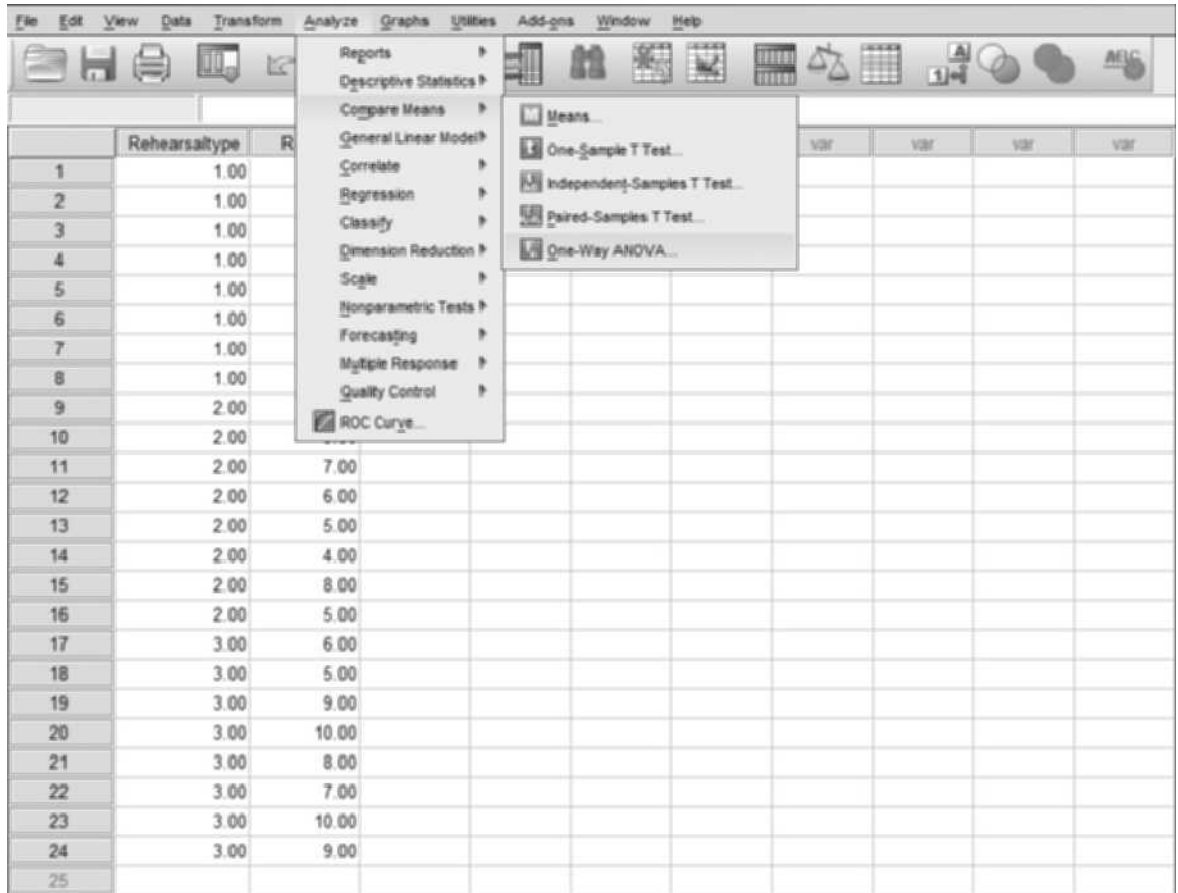 File Edit View Data Transform Analyze Graphs Utilities Add-ons Window Help
Reports
Descriptive Statistics
Compare Means
General Linear Model
Correlate
Regression
Classify
Dimension Reduction
Scale
Nonparametric Tests
Forecasting
Multiple Response
Quality Control
ROC Curve...
Means...
One-Sample T Test...
Independent-Samples T Test...
Paired-Samples T Test...
One-Way ANOVA...
Rehearsaltype R var var var var
1 1.00
2 1.00
3 1.00
4 1.00
5 1.00
6 1.00
7 1.00
8 1.00
9 2.00
10 2.00
11 2.00 7.00
12 2.00 6.00
13 2.00 5.00
14 2.00 4.00
15 2.00 8.00
16 2.00 5.00
17 3.00 6.00
18 3.00 5.00
19 3.00 9.00
20 3.00 10.00
21 3.00 8.00
22 3.00 7.00
23 3.00 10.00
24 3.00 9.00
25